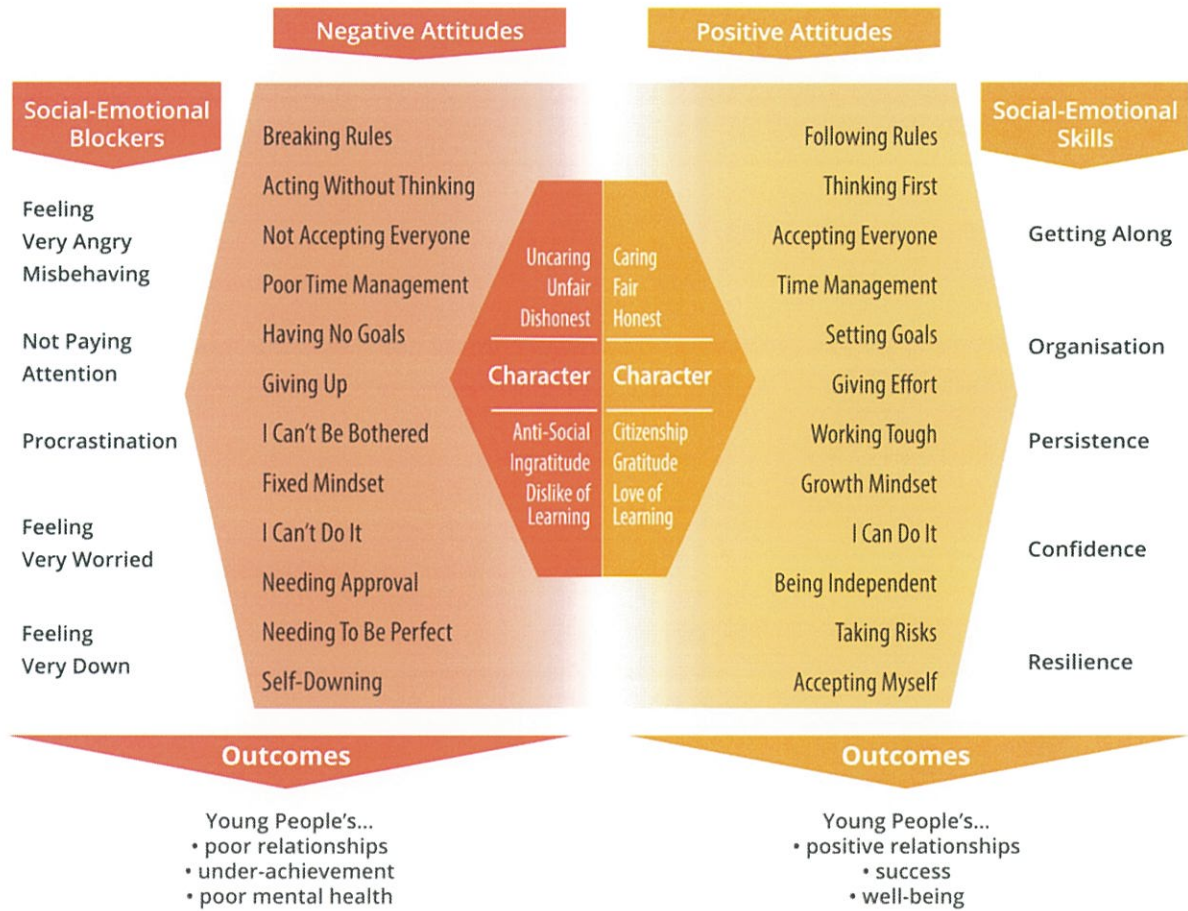 Negative Attitudes
Positive Attitudes
Social-Emotional
Blockers
Feeling
Very Angry
Misbehaving
Not Paying
Attention
Procrastination
Feeling
Very Worried
Feeling
Very Down
Breaking Rules
Acting Without Thinking
Not Accepting Everyone
Poor Time Management
Having No Goals
Giving Up
I Can't Be Bothered
Fixed Mindset
I Can't Do It
Needing Approval
Needing To Be Perfect
Self-Downing
Uncaring
Unfair
Dishonest
Character
Anti-Social
Ingratitude
Dislike of
Learning
Caring
Fair
Honest
Character
Citizenship
Gratitude
Love of
Learning
Following Rules
Thinking First
Accepting Everyone
Time Management
Setting Goals
Giving Effort
Working Tough
Growth Mindset
I Can Do It
Being Independent
Taking Risks
Accepting Myself
Social-Emotional
Skills
Getting Along
Organisation
Persistence
Confidence
Resilience
Outcomes
Young People's...
• poor relationships
• under-achievement
• poor mental health
Outcomes
Young People's...
• positive relationships
• success
• well-being